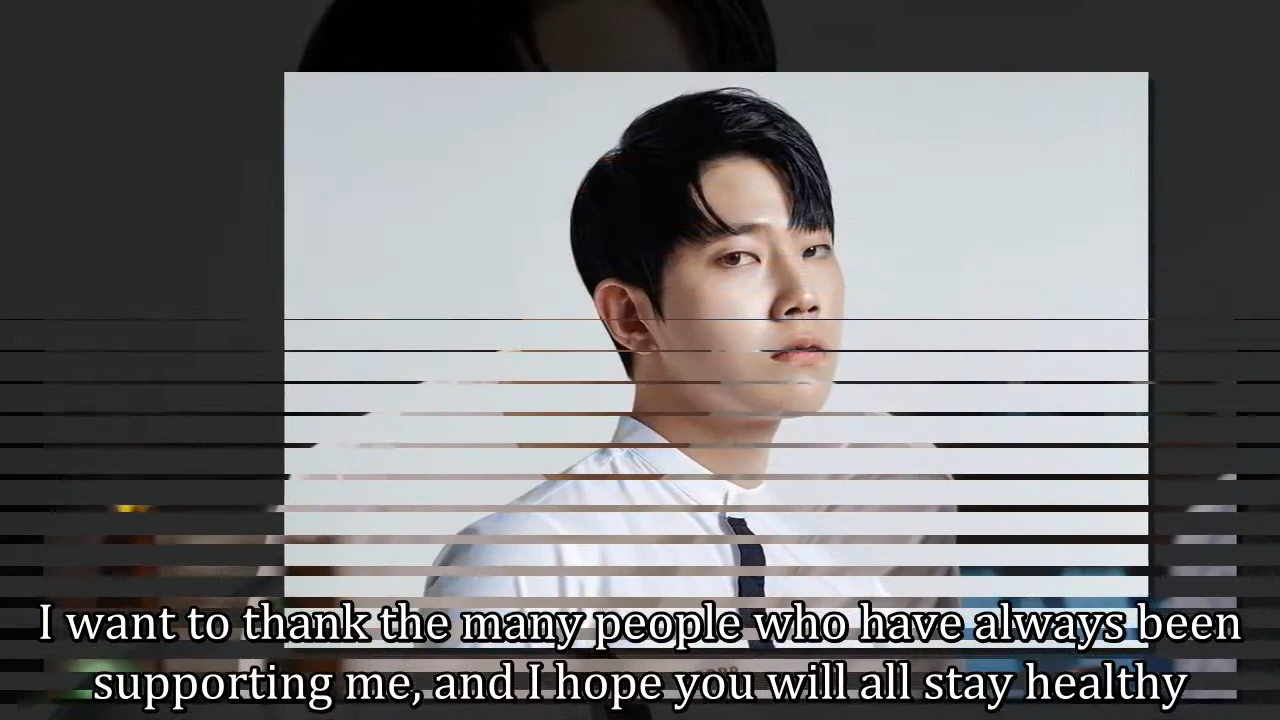 I want to thank the many people who have always been
supporting me, and I hope you will all stay healthy